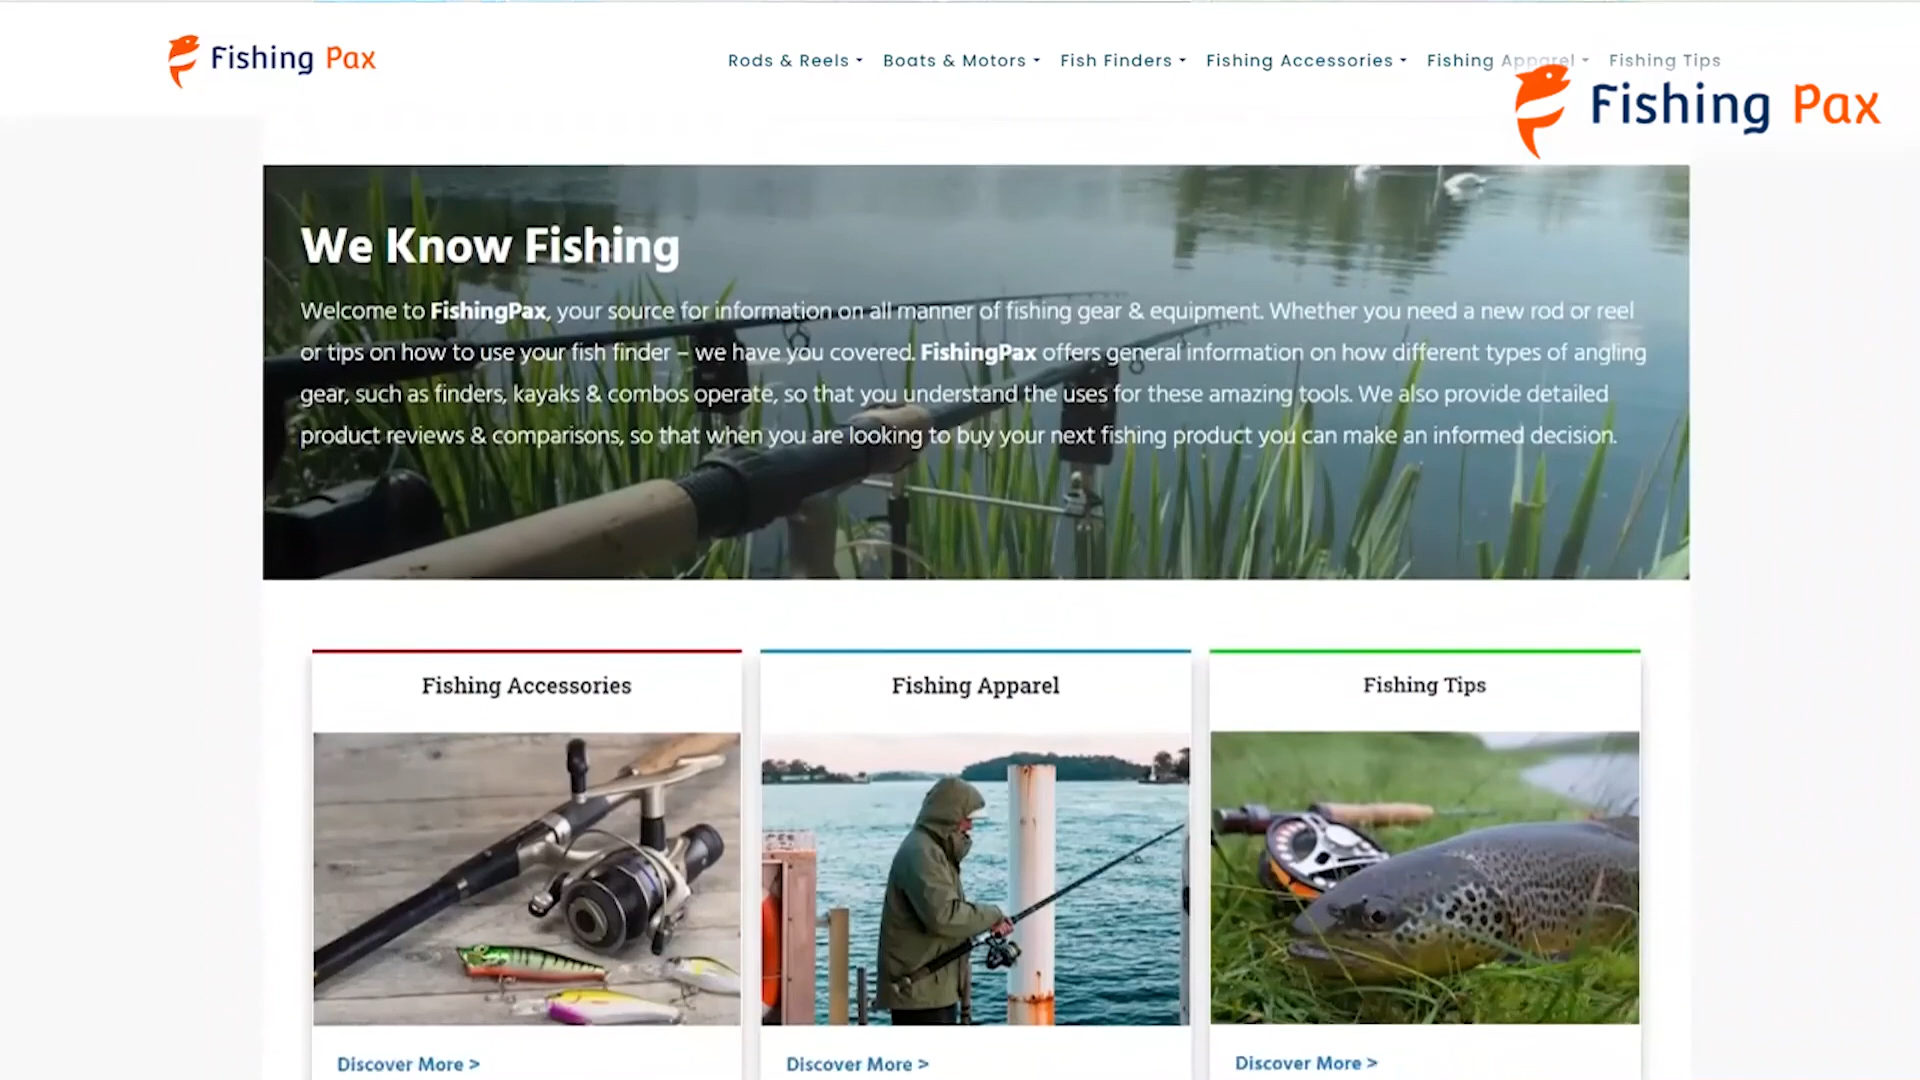 Fishing Pax
Rods & Reels Boats & Motors Fish Finders Fishing Accessories Fishing Apparel Fishing Tips
Fishing Pax
We Know Fishing
Welcome to FishingPax, your source for information on all manner of fishing gear & equipment. Whether you need a new rod or reel
or tips on how to use your fish finder – we have you covered. FishingPax offers general information on how different types of angling
gear, such as finders, kayaks & combos operate, so that you understand the uses for these amazing tools. We also provide detailed
product reviews & comparisons, so that when you are looking to buy your next fishing product you can make an informed decision.
Fishing Accessories
Fishing Apparel
Fishing Tips
Discover More >
Discover More >
Discover More >